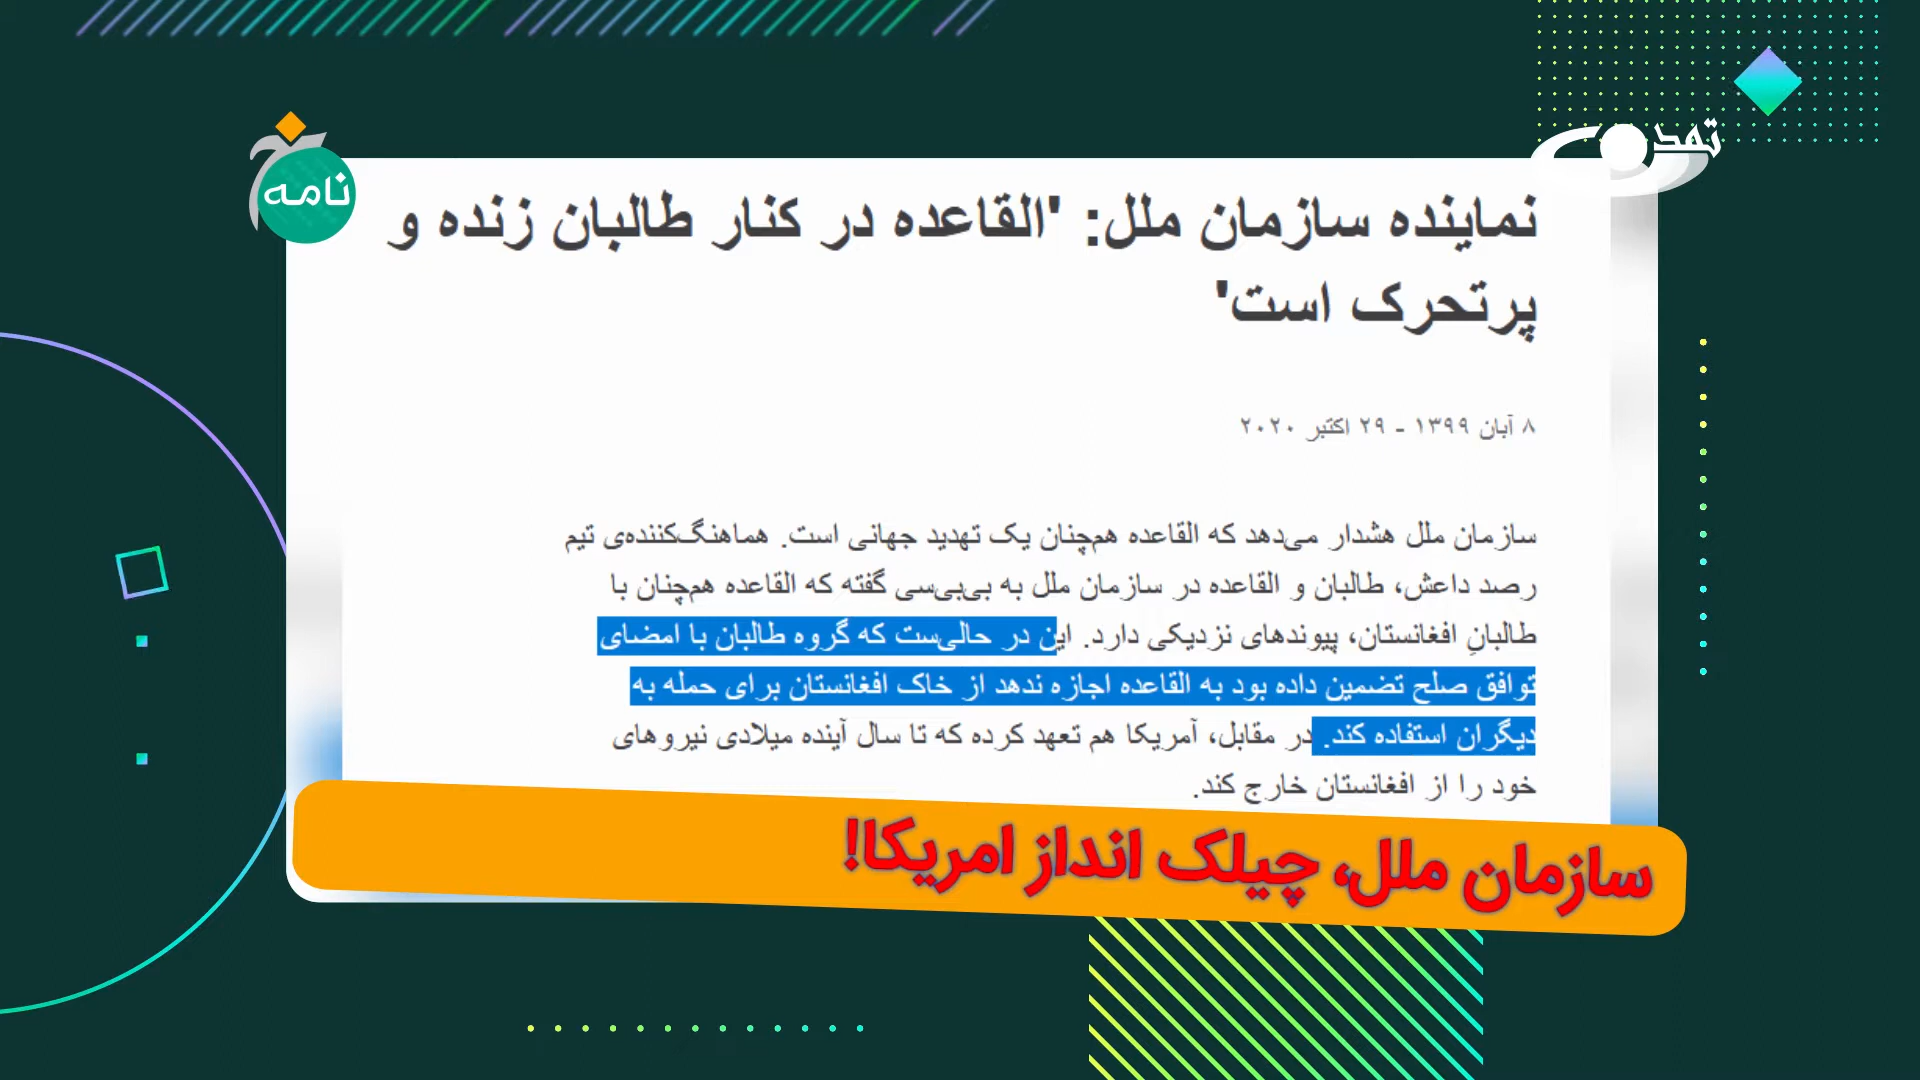 تمدن
نامه
نماینده سازمان ملل: 'القاعده در کنار طالبان زنده و
پرتحرک است'
۸ آبان ۱۳۹۹ - ۲۹ اکتبر ۲۰۲۰
سازمان ملل هشدار می‌دهد که القاعده هم‌چنان یک تهدید جهانی است. هماهنگ‌کننده‌ی تیم
رصد داعش، طالبان و القاعده در سازمان ملل به بی‌بی‌سی گفته که القاعده هم‌چنان با
طالبانِ افغانستان، پیوندهای نزدیکی دارد. این در حالی‌ست که گروه طالبان با امضای
توافق صلح تضمین داده بود به القاعده اجازه ندهد از خاک افغانستان برای حمله به
دیگران استفاده کند. در مقابل، آمریکا هم تعهد کرده که تا سال آینده میلادی نیروهای
خود را از افغانستان خارج کند.
سازمان ملل، چیلک انداز امریکا!